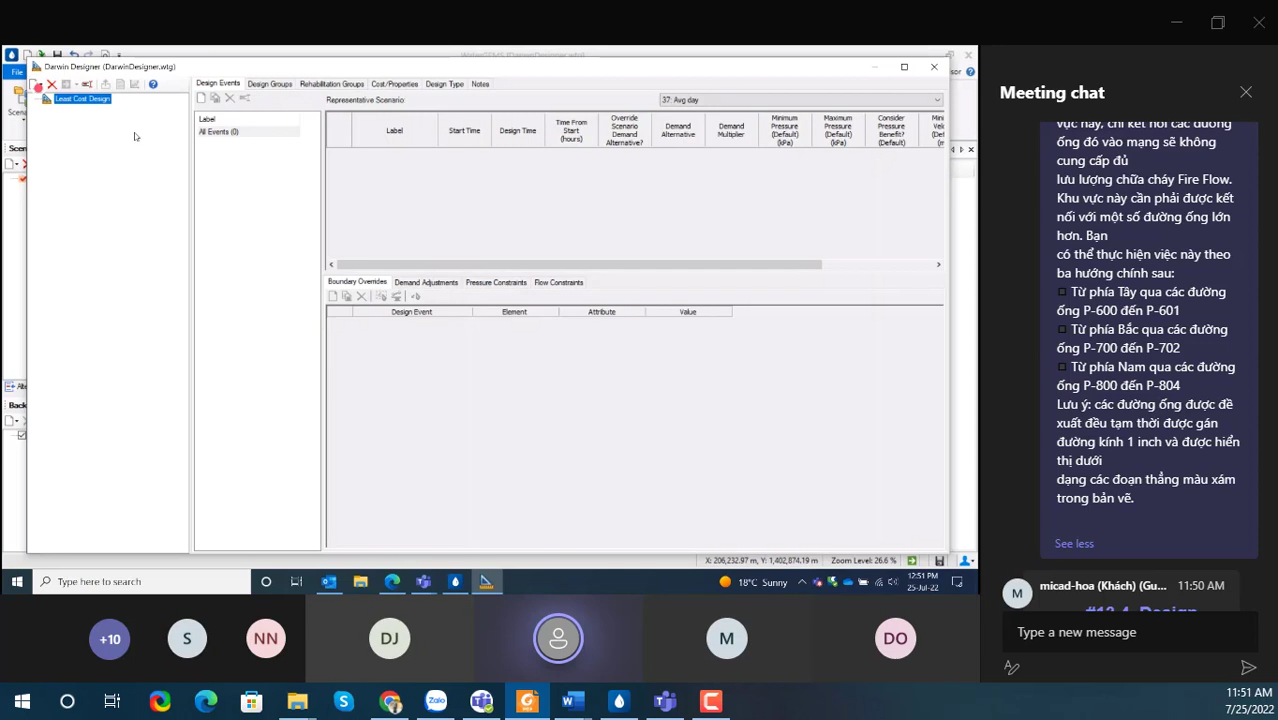 Darwin Designer (DarwinDesigner.wtg)
File
Least Cost Design
Design Events
Design Groups
Rehabilitation Groups
Cost/Properties
Design Type
Notes
Label
All Events (0)
Representative Scenario
37: Avg day
Label
Start Time
Design Time
Time From
Start
(hours)
Override
Scenario
Demand
Alternative?
Demand
Alternative
Demand
Multiplier
Minimum
Pressure
(Default)
(kPa)
Maximum
Pressure
(Default)
(kPa)
Consider
Pressure
Benefit?
(Default)
Boundary Overrides
Demand Adjustments
Pressure Constraints
Flow Constraints
Design Event
Element
Attribute
Value
X: 206,232.97 m, Y: 1,402,874.19 m
Zoom Level: 26.6 %
Type here to search
18°C Sunny
12:51 PM
25-Jul-22
+10
S
NN
DJ
M
DO
Meeting chat
vực này, chỉ kết nối các đường
ống đó vào mạng sẽ không
cung cấp đủ
lưu lượng chữa cháy Fire Flow.
Khu vực này cần phải được kết
nối với một số đường ống lớn
hơn. Bạn
có thể thực hiện việc này theo
ba hướng chính sau:
Từ phía Tây qua các đường
ống P-600 đến P-601
Từ phía Bắc qua các đường
ống P-700 đến P-702
Từ phía Nam qua các đường
ống P-800 đến P-804
Lưu ý: các đường ống được đề
xuất đều tạm thời được gán
đường kính 1 inch và được hiển
thị dưới
dạng các đoạn thẳng màu xám
trong bản vẽ.
See less
M
micad-hoa (Khách) (Gu...
11:50 AM
Type a new message
Zalo
11:51 AM
7/25/2022